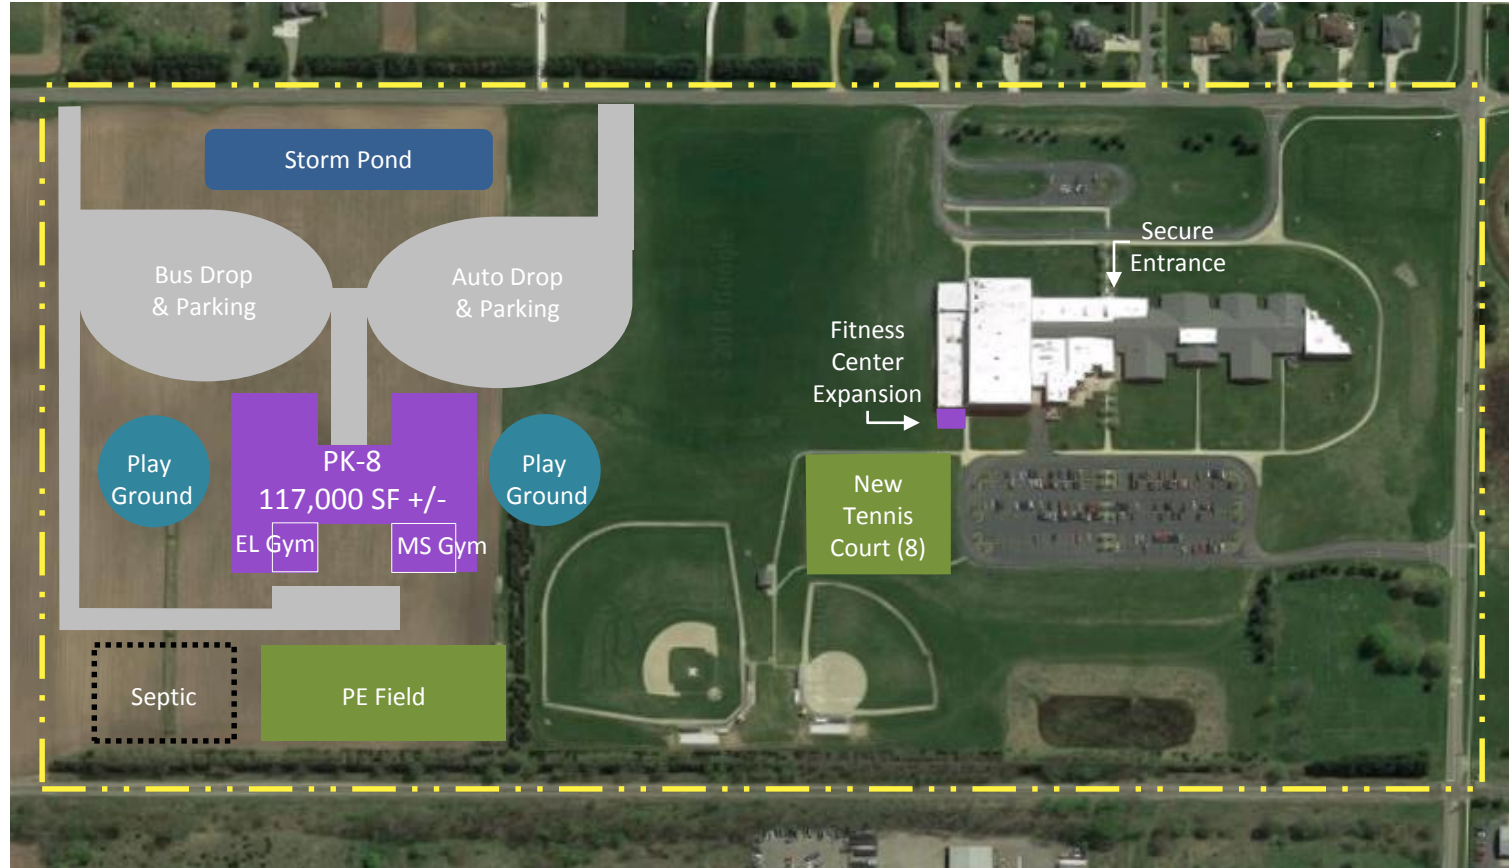 Storm Pond
Bus Drop
& Parking
Auto Drop
& Parking
Secure
Entrance
Fitness
Center
Expansion
Play
Ground
PK-8
117,000 SF +/-
Play
Ground
EL Gym
MS Gym
New
Tennis
Court (8)
Septic
PE Field